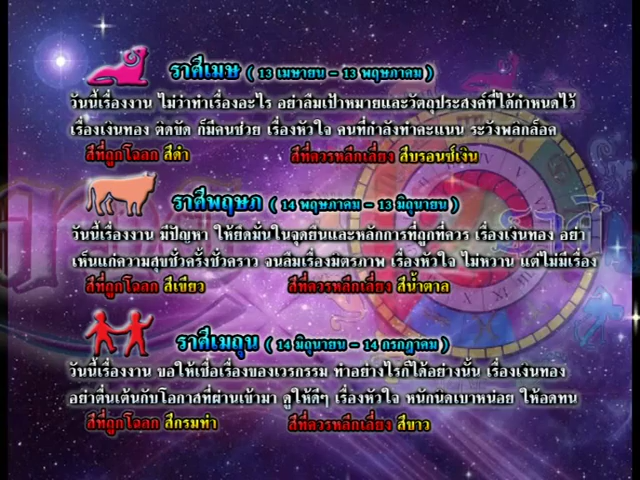 ราศีเมษ ( 13 เมษายน - 13 พฤษภาคม )
วันนี้เรื่องงาน ไม่ว่าทำเรื่องอะไร อย่าลืมเป้าหมายและวัตถุประสงค์ที่ได้กำหนดไว้
เรื่องเงินทอง ติดขัด ก็มีคนช่วย เรื่องหัวใจ คนที่กำลังทำคะแนน ระวังพลิกล็อค
สีที่ถูกโฉลก สีดำ สีที่ควรหลีกเลี่ยง สีบรอนซ์เงิน
ราศีพฤษภ ( 14 พฤษภาคม - 13 มิถุนายน )
วันนี้เรื่องงาน มีปัญหา ให้ยึดมั่นในจุดยืนและหลักการที่ถูกที่ควร เรื่องเงินทอง อย่า
เห็นแก่ความสุขชั่วครั้งชั่วคราว จนลืมเรื่องมิตรภาพ เรื่องหัวใจ ไม่หวาน แต่ไม่มีเรื่อง
สีที่ถูกโฉลก สีเขียว สีที่ควรหลีกเลี่ยง สีน้ำตาล
ราศีเมถุน ( 14 มิถุนายน - 14 กรกฎาคม )
วันนี้เรื่องงาน ขอให้เชื่อเรื่องของเวรกรรม ทำอย่างไรก็ได้อย่างนั้น เรื่องเงินทอง
อย่าตื่นเต้นกับโอกาสที่ผ่านเข้ามา ดูให้ดีๆ เรื่องหัวใจ หนักนิดเบาหน่อย ให้อดทน
สีที่ถูกโฉลก สีกรมท่า สีที่ควรหลีกเลี่ยง สีขาว